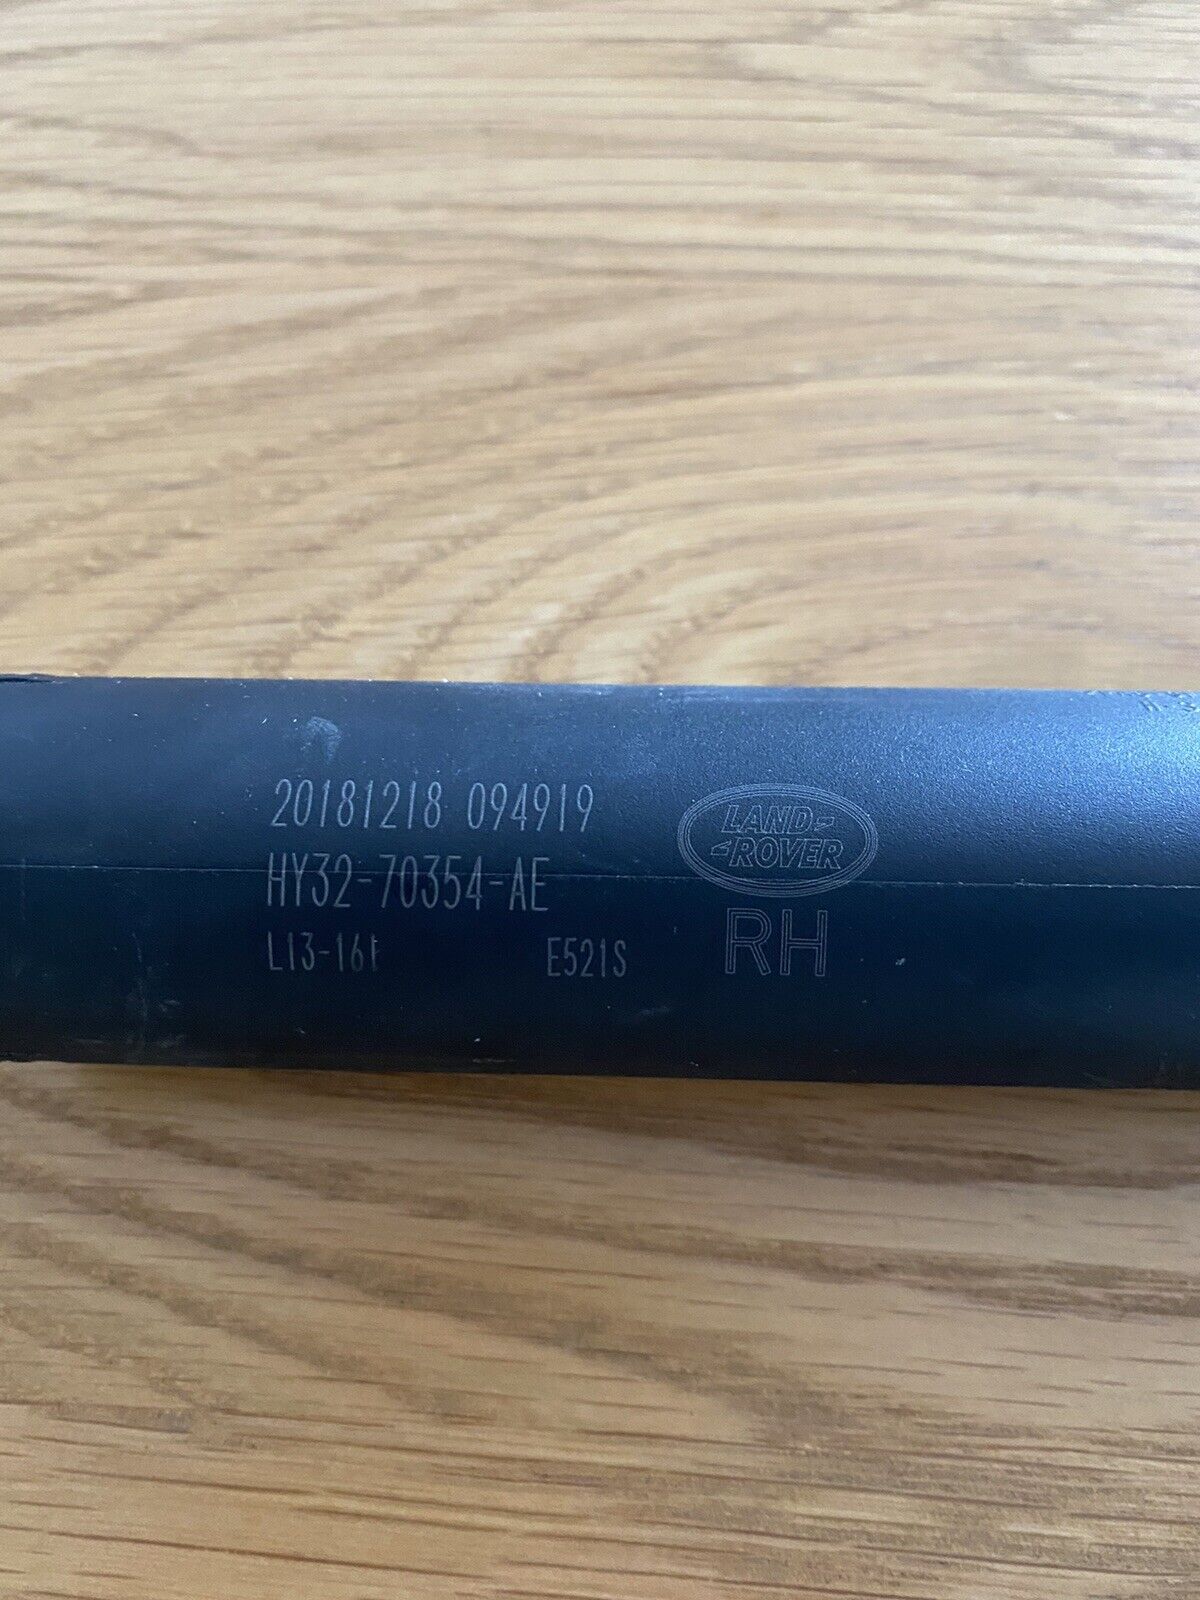 20181218 094919
HY32-70354-AE
E521S
LAND-
-ROVER
RH